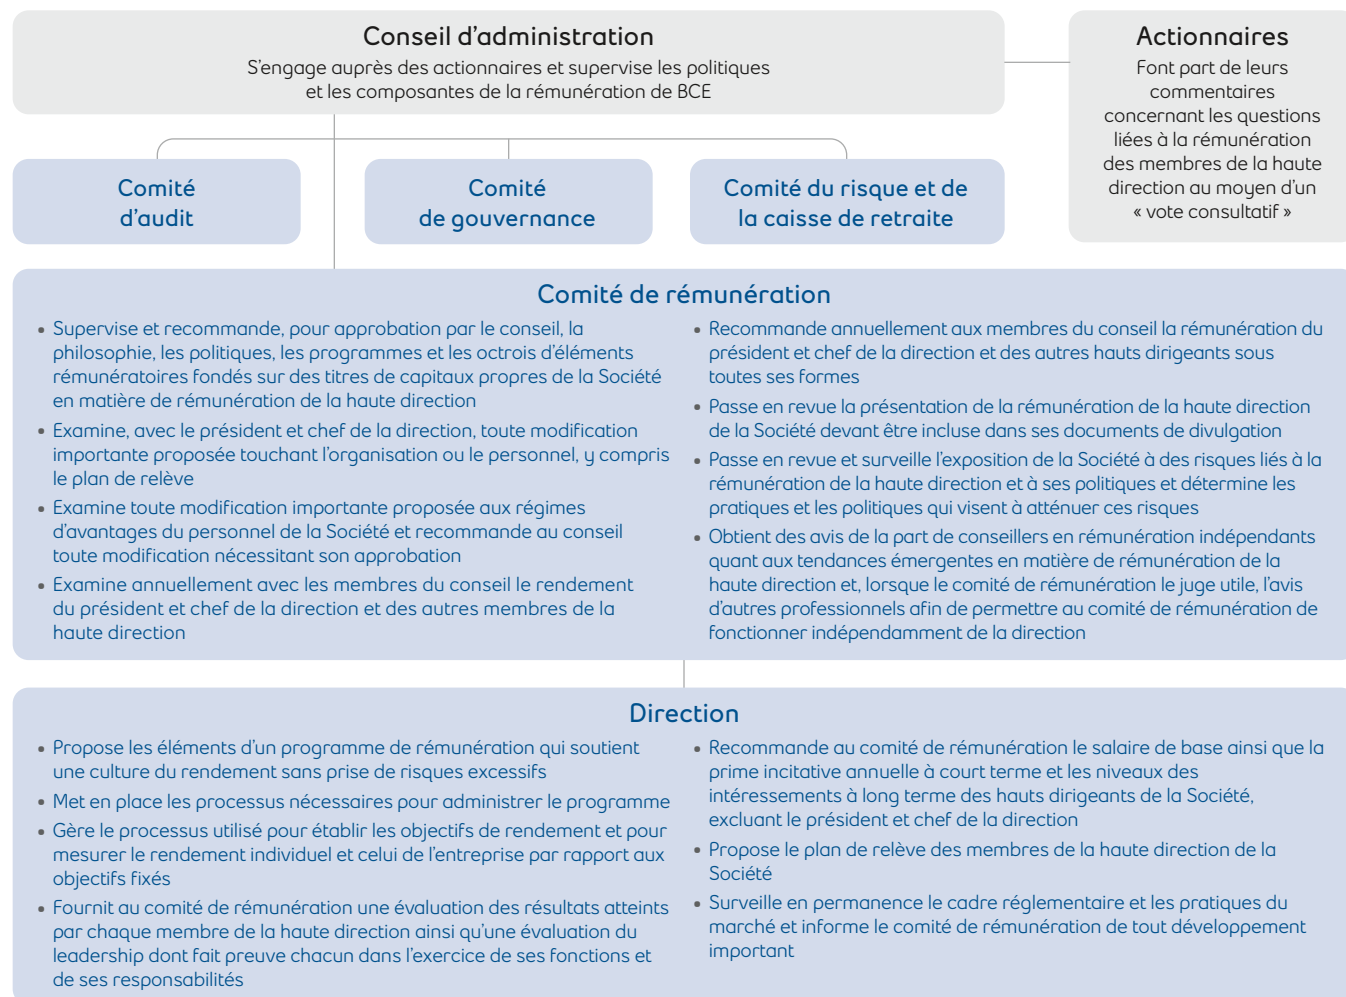 Conseil d'administration
S'engage auprès des actionnaires et supervise les politiques
et les composantes de la rémunération de BCE
Actionnaires
Font part de leurs
commentaires
concernant les questions
liées à la rémunération
des membres de la haute
direction au moyen d'un
« vote consultatif »
Comité
d'audit
Comité
de gouvernance
Comité du risque et de
la caisse de retraite
Comité de rémunération
• Supervise et recommande, pour approbation par le conseil, la
philosophie, les politiques, les programmes et les octrois d'éléments
rémunératoires fondés sur des titres de capitaux propres de la Société
en matière de rémunération de la haute direction
• Examine, avec le président et chef de la direction, toute modification
importante proposée touchant l'organisation ou le personnel, y compris
le plan de relève
• Examine toute modification importante proposée aux régimes
d'avantages du personnel de la Société et recommande au conseil
toute modification nécessitant son approbation
• Examine annuellement avec les membres du conseil le rendement
du président et chef de la direction et des autres membres de la
haute direction
• Recommande annuellement aux membres du conseil la rémunération du
président et chef de la direction et des autres hauts dirigeants sous
toutes ses formes
• Passe en revue la présentation de la rémunération de la haute direction
de la Société devant être incluse dans ses documents de divulgation
• Passe en revue et surveille l'exposition de la Société à des risques liés à la
rémunération de la haute direction et à ses politiques et détermine les
pratiques et les politiques qui visent à atténuer ces risques
• Obtient des avis de la part de conseillers en rémunération indépendants
quant aux tendances émergentes en matière de rémunération de la
haute direction et, lorsque le comité de rémunération le juge utile, l'avis
d'autres professionnels afin de permettre au comité de rémunération de
fonctionner indépendamment de la direction
Direction
• Propose les éléments d'un programme de rémunération qui soutient
une culture du rendement sans prise de risques excessifs
• Met en place les processus nécessaires pour administrer le programme
• Gère le processus utilisé pour établir les objectifs de rendement et pour
mesurer le rendement individuel et celui de l'entreprise par rapport aux
objectifs fixés
• Fournit au comité de rémunération une évaluation des résultats atteints
par chaque membre de la haute direction ainsi qu'une évaluation du
leadership dont fait preuve chacun dans l'exercice de ses fonctions et
de ses responsabilités
• Recommande au comité de rémunération le salaire de base ainsi que la
prime incitative annuelle à court terme et les niveaux des
intéressements à long terme des hauts dirigeants de la Société,
excluant le président et chef de la direction
• Propose le plan de relève des membres de la haute direction de la
Société
• Surveille en permanence le cadre réglementaire et les pratiques du
marché et informe le comité de rémunération de tout développement
important